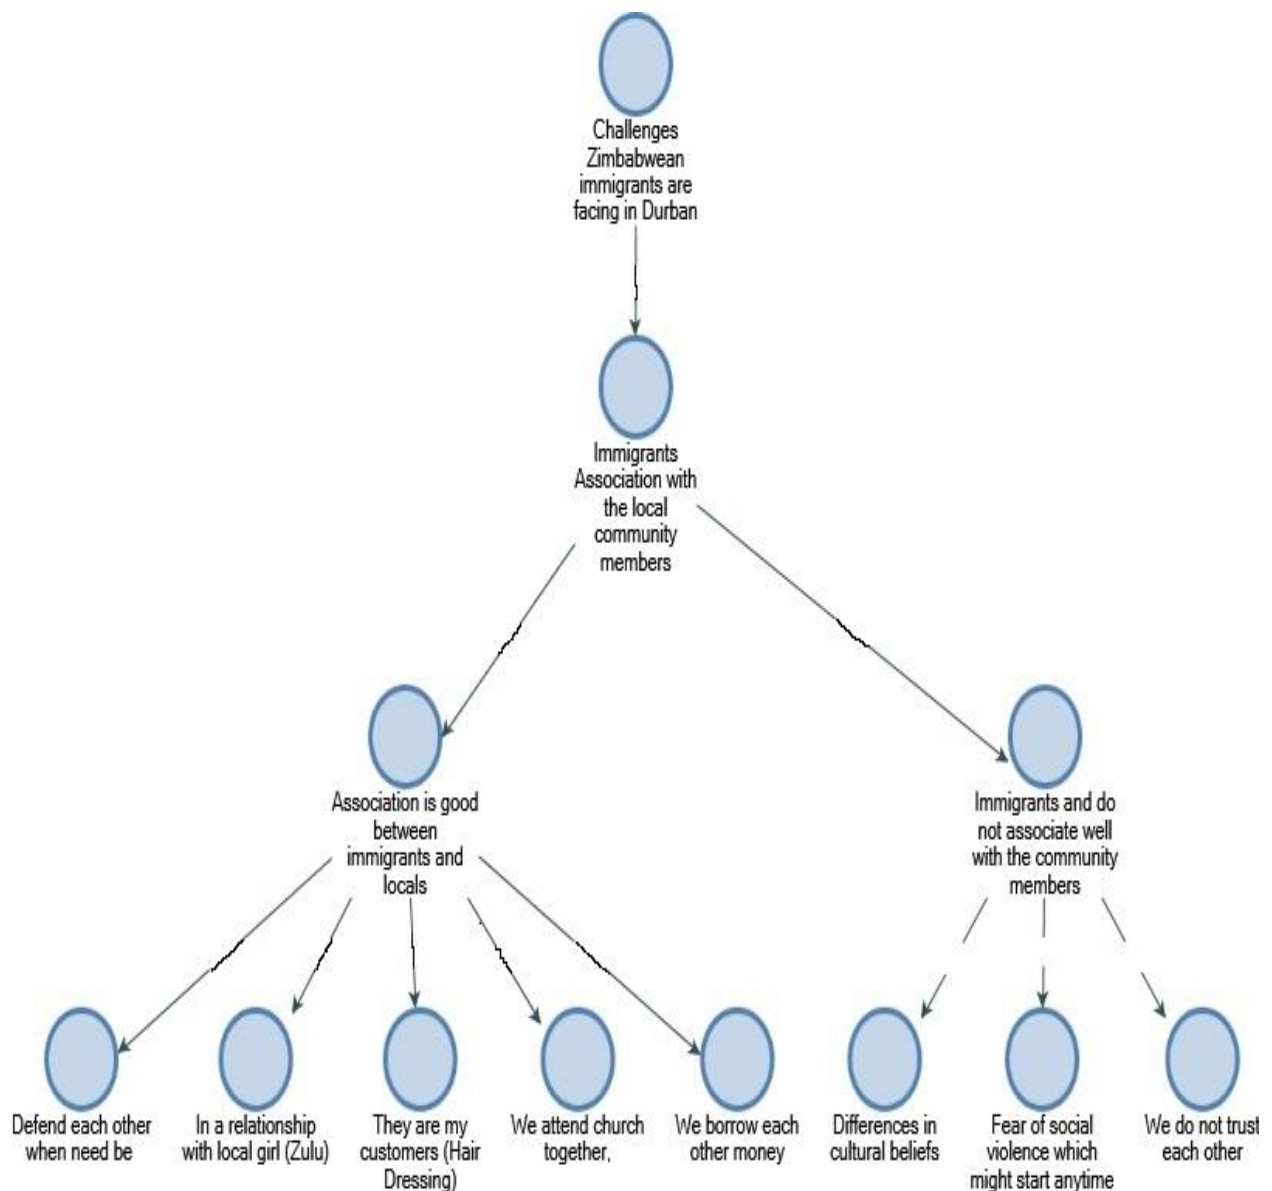 Challenges
Zimbabwean
immigrants are
facing in Durban
Immigrants
Association with
the local
community
members
Association is good
between
immigrants and
locals
Immigrants and do
not associate well
with the community
members
Defend each other
when need be
In a relationship
with local girl (Zulu)
They are my
customers (Hair
Dressing)
We attend church
together,
We borrow each
other money
Differences in
cultural beliefs
Fear of social
violence which
might start anytime
We do not trust
each other